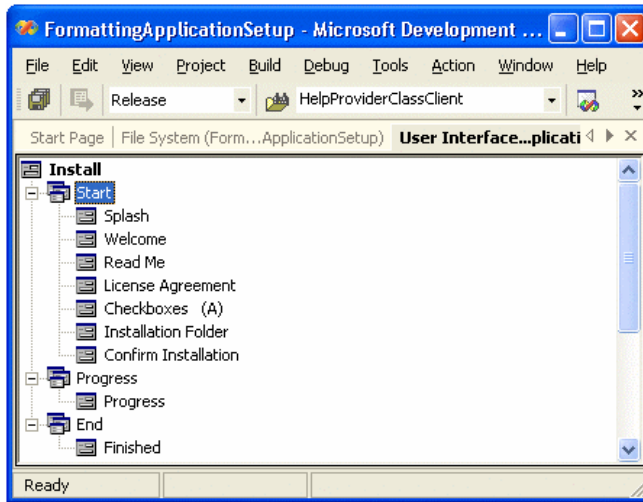 FormattingApplicationSetup - Microsoft Development ...
File Edit View Project Build Debug Tools Action Window Help
Release HelpProviderClassClient
Start Page File System (Form...ApplicationSetup) User Interface...plicati
Install
Start
Splash
Welcome
Read Me
License Agreement
Checkboxes (A)
Installation Folder
Confirm Installation
Progress
Progress
End
Finished
Ready